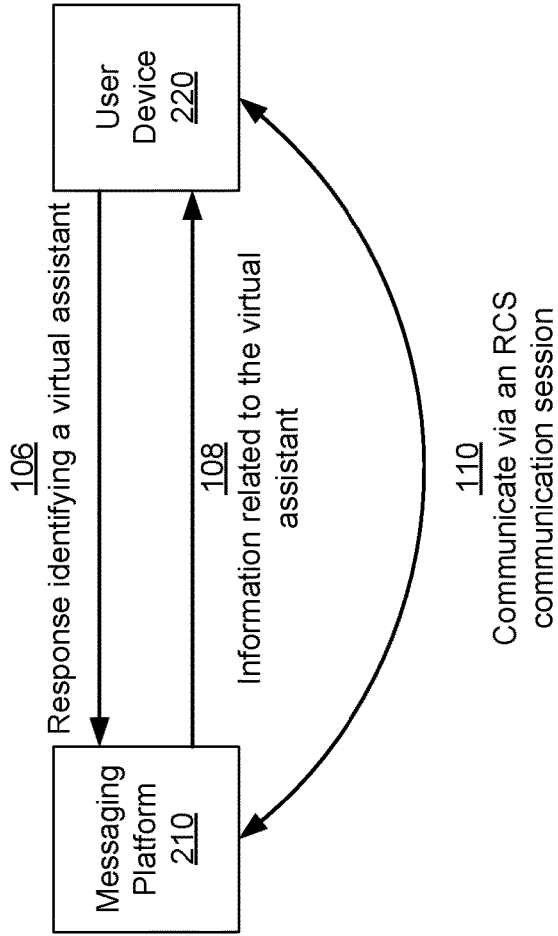 106
Response identifying a virtual assistant
Messaging
Platform
210
User
Device
220
108
Information related to the virtual
assistant
110
Communicate via an RCS
communication session